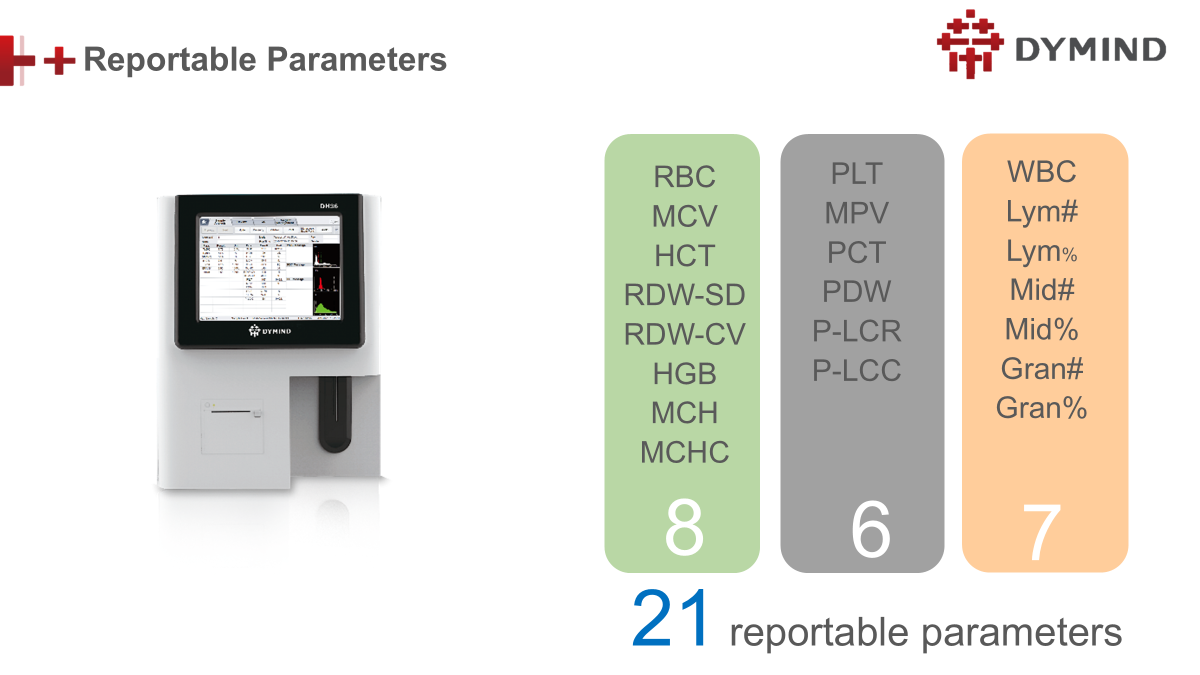 Reportable Parameters
DYMIND
DH36
DYMIND
RBC
MCV
HCT
RDW-SD
RDW-CV
HGB
MCH
MCHC
8
PLT
MPV
PCT
PDW
P-LCR
P-LCC
6
WBC
Lym#
Lym%
Mid#
Mid%
Gran#
Gran%
7
21 reportable parameters